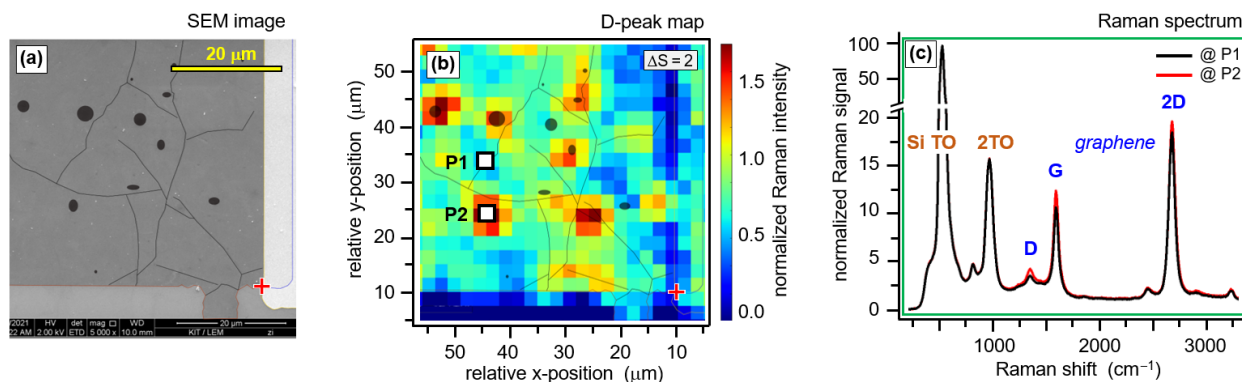 SEM image
(a)
20 μm
/2021 HV det mag WD
22 AM 2.00 kV ETD 5 000 x 10.0 mm
20 μm
KIT / LEM zi
D-peak map
(b)
ΔS = 2
P1
P2
50
40
30
20
10
relative y-position (μm)
50 40 30 20 10
relative x-position (μm)
1.5
1.0
0.5
0.0
normalized Raman intensity
Raman spectrum
(c)
@ P1
@ P2
100
50
20
15
10
5
0
normalized Raman signal
Si TO
2TO
D
G
graphene
2D
1000 2000 3000
Raman shift (cm⁻¹)